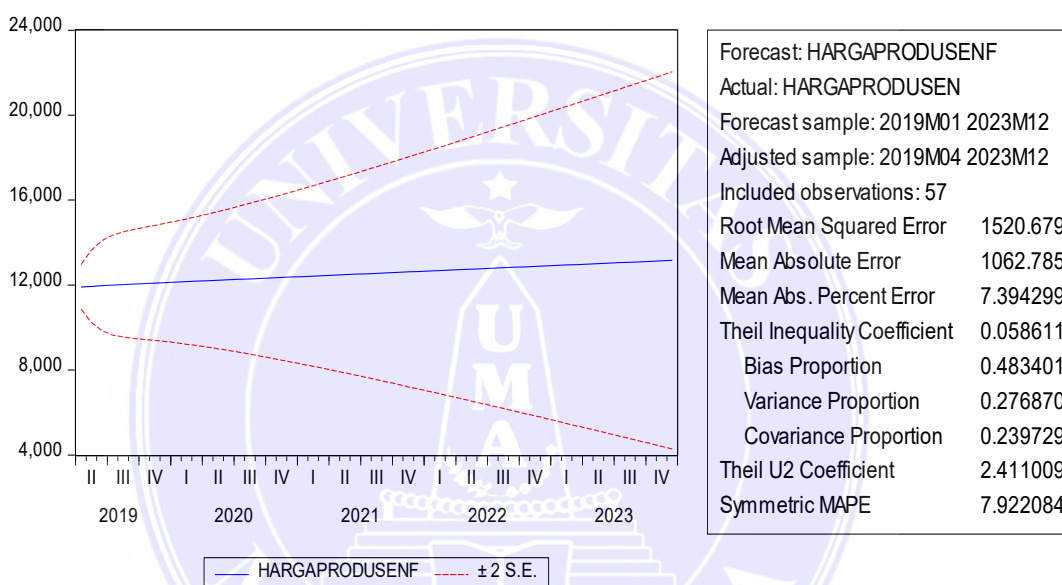 24,000
20,000
16,000
12,000
8,000
4,000
II III IV I II III IV I II III IV I II III IV I II III IV
2019 2020 2021 2022 2023
HARGAPRODUSENF ± 2 S.E.
Forecast: HARGAPRODUSENF
Actual: HARGAPRODUSEN
Forecast sample: 2019M01 2023M12
Adjusted sample: 2019M04 2023M12
Included observations: 57
Root Mean Squared Error 1520.679
Mean Absolute Error 1062.785
Mean Abs. Percent Error 7.394299
Theil Inequality Coefficient 0.058611
Bias Proportion 0.483401
Variance Proportion 0.276870
Covariance Proportion 0.239729
Theil U2 Coefficient 2.411009
Symmetric MAPE 7.922084
UNIVERSITAS
UMA